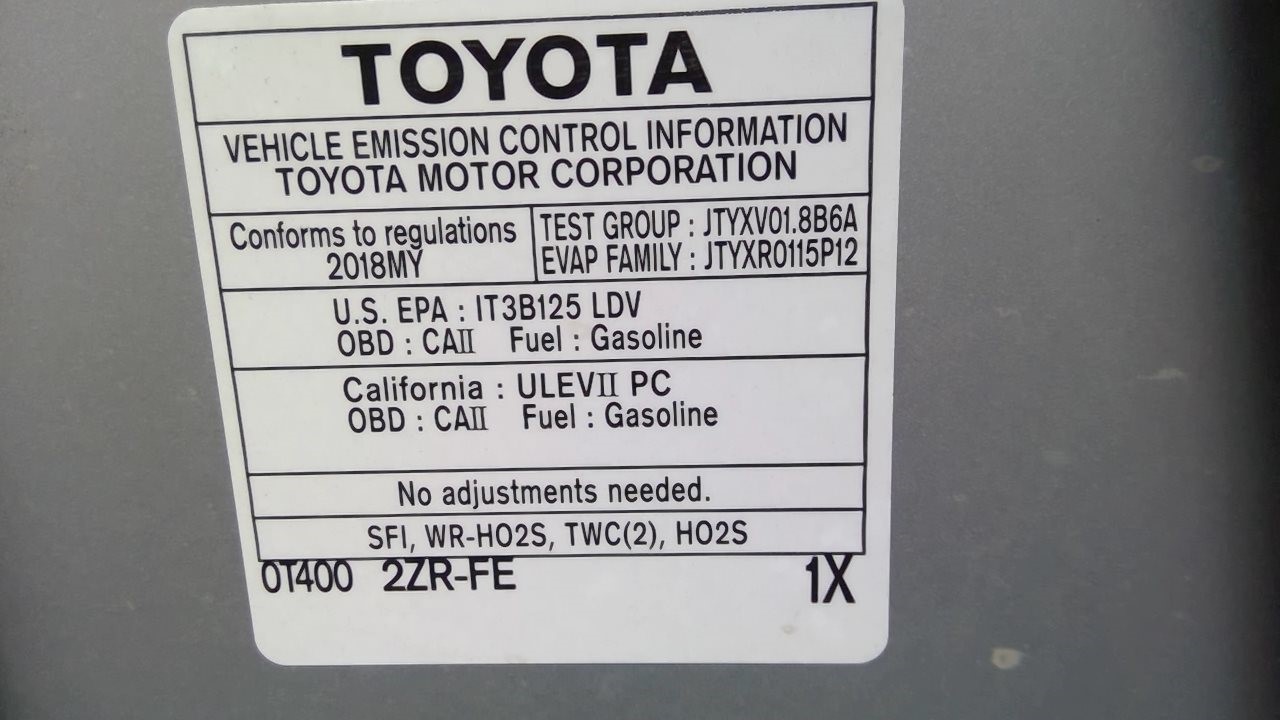 TOYOTA
VEHICLE EMISSION CONTROL INFORMATION
TOYOTA MOTOR CORPORATION
Conforms to regulations
2018MY
TEST GROUP : JTYXV01.8B6A
EVAP FAMILY : JTYXR0115P12
U.S. EPA : IT3B125 LDV
OBD : CAⅡ Fuel : Gasoline
California : ULEVⅡ PC
OBD : CAⅡ Fuel : Gasoline
No adjustments needed.
SFI, WR-HO2S, TWC(2), HO2S
0T400 2ZR-FE 1X